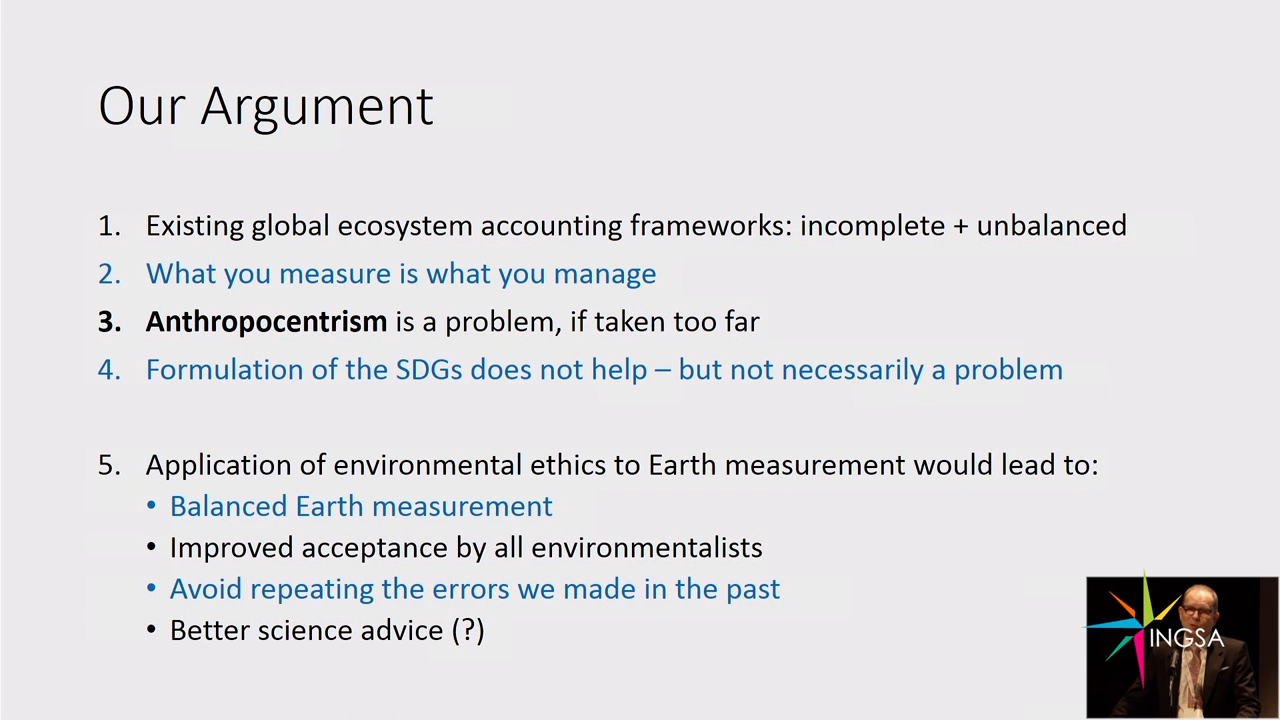 Our Argument
1. Existing global ecosystem accounting frameworks: incomplete + unbalanced
2. What you measure is what you manage
3. Anthropocentrism is a problem, if taken too far
4. Formulation of the SDGs does not help – but not necessarily a problem
5. Application of environmental ethics to Earth measurement would lead to:
• Balanced Earth measurement
• Improved acceptance by all environmentalists
• Avoid repeating the errors we made in the past
• Better science advice (?)
INGSA